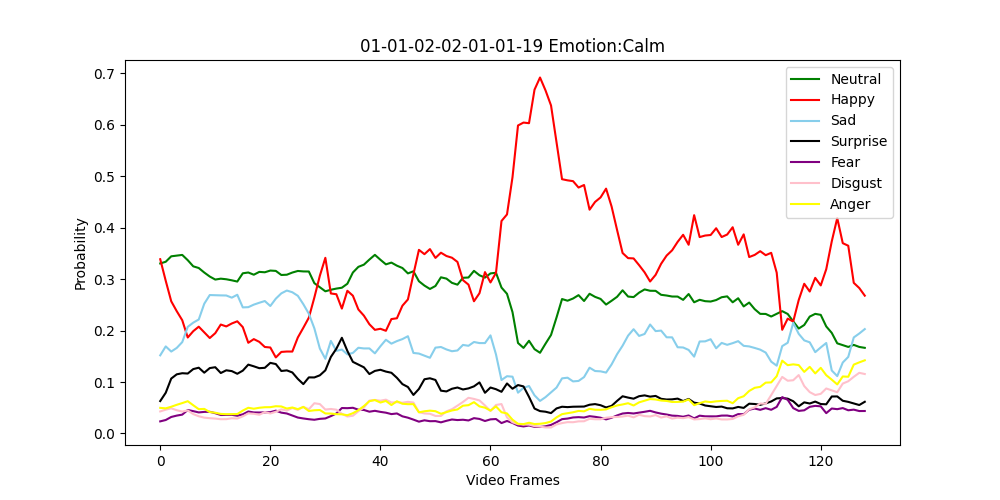 01-01-02-02-01-01-19 Emotion:Calm
Probability
0.7
0.6
0.5
0.4
0.3
0.2
0.1
0.0
0 20 40 60 80 100 120
Video Frames
Neutral
Happy
Sad
Surprise
Fear
Disgust
Anger